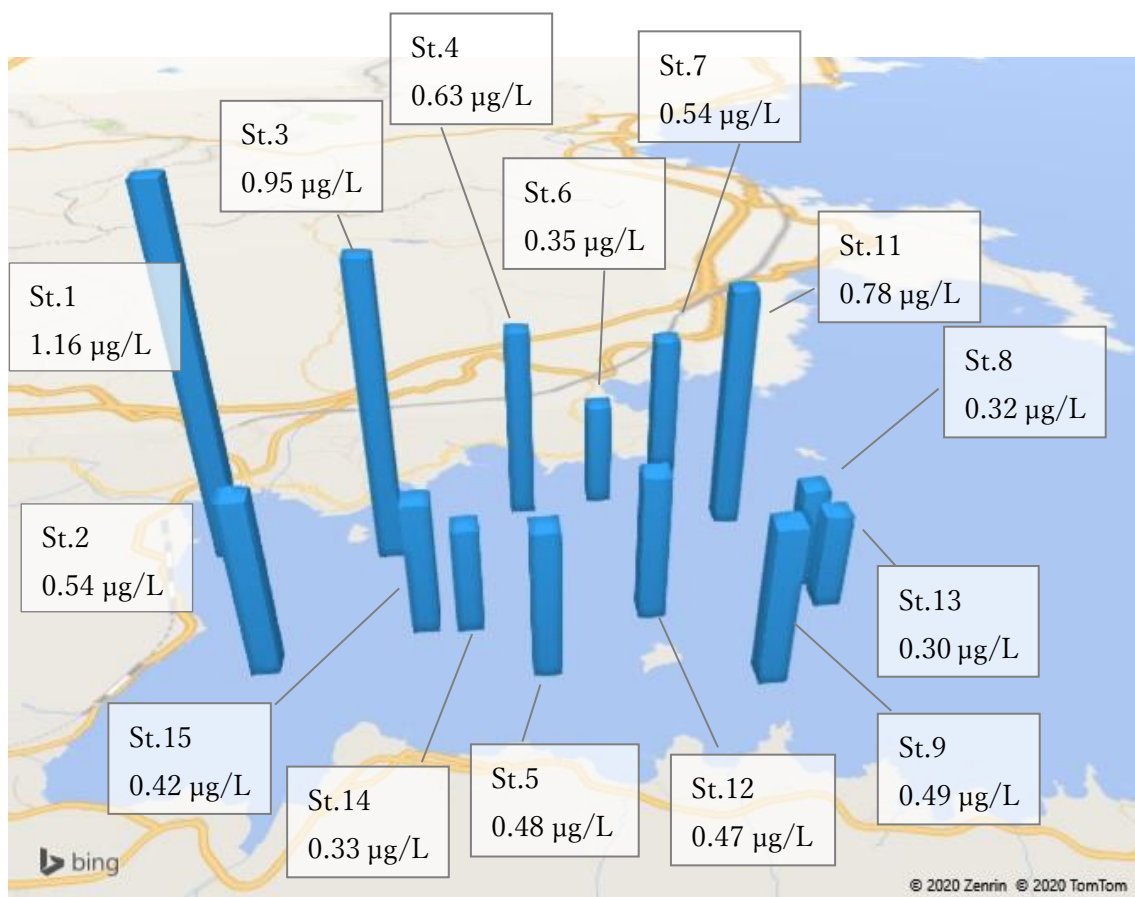 St.4
0.63 µg/L
St.7
0.54 µg/L
St.3
0.95 µg/L
St.6
0.35 µg/L
St.11
0.78 µg/L
St.1
1.16 µg/L
St.8
0.32 µg/L
St.2
0.54 µg/L
St.13
0.30 µg/L
St.15
0.42 µg/L
St.14
0.33 µg/L
St.5
0.48 µg/L
St.12
0.47 µg/L
St.9
0.49 µg/L
bing
© 2020 Zenrin © 2020 TomTom